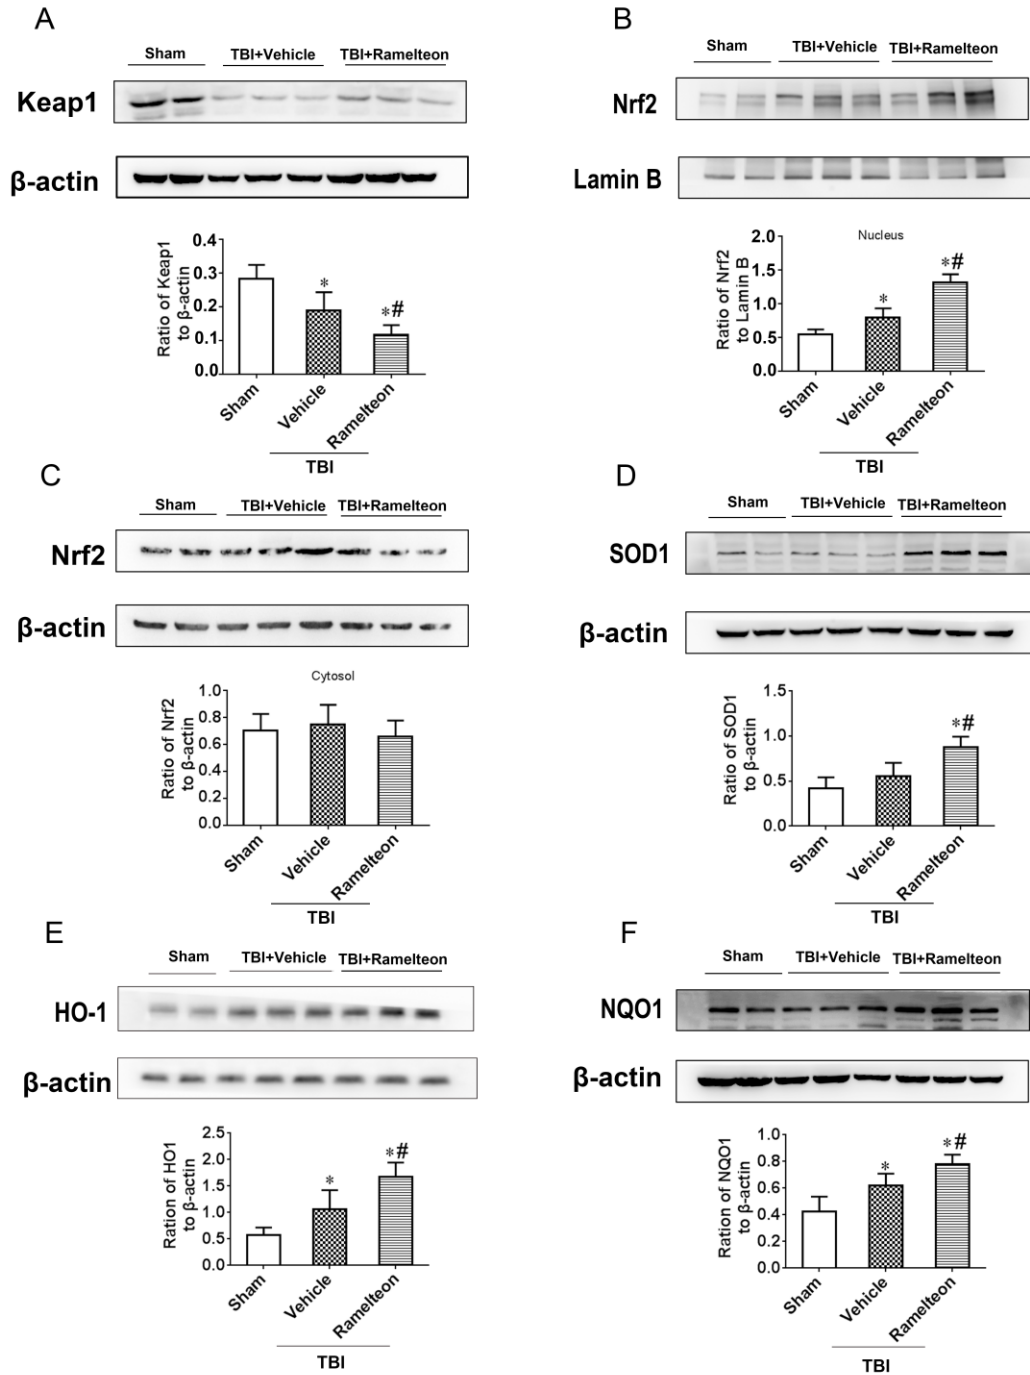 A
Sham TBI+Vehicle TBI+Ramelteon
Keap1
β-actin
Ratio of Keap1
to β-actin
0.4
0.3
0.2
0.1
0.0
*
*#
Sham
Vehicle
Ramelteon
TBI
B
Sham TBI+Vehicle TBI+Ramelteon
Nrf2
Lamin B
Nucleus
Ratio of Nrf2
to Lamin B
2.0
1.5
1.0
0.5
0.0
*
*#
Sham
Vehicle
Ramelteon
TBI
C
Sham TBI+Vehicle TBI+Ramelteon
Nrf2
β-actin
Cytosol
Ratio of Nrf2
to β-actin
1.0
0.8
0.6
0.4
0.2
0.0
Sham
Vehicle
Ramelteon
TBI
D
Sham TBI+Vehicle TBI+Ramelteon
SOD1
β-actin
Ratio of SOD1
to β-actin
1.5
1.0
0.5
0.0
*#
Sham
Vehicle
Ramelteon
TBI
E
Sham TBI+Vehicle TBI+Ramelteon
HO-1
β-actin
Ration of HO1
to β-actin
2.5
2.0
1.5
1.0
0.5
0.0
*
*#
Sham
Vehicle
Ramelteon
TBI
F
Sham TBI+Vehicle TBI+Ramelteon
NQO1
β-actin
Ration of NQO1
to β-actin
1.0
0.8
0.6
0.4
0.2
0.0
*
*#
Sham
Vehicle
Ramelteon
TBI